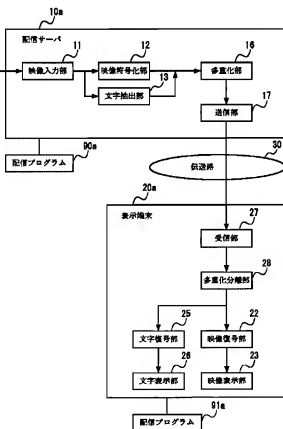 10a
配信サーバ
11
12
16
映像入力部
映像符号化部
多重化部
13
文字抽出部
17
送信部
90a
配信プログラム
30
伝送路
20a
表示端末
27
受信部
28
多重化分離部
25
22
文字復号部
映像復号部
26
23
文字表示部
映像表示部
91a
配信プログラム